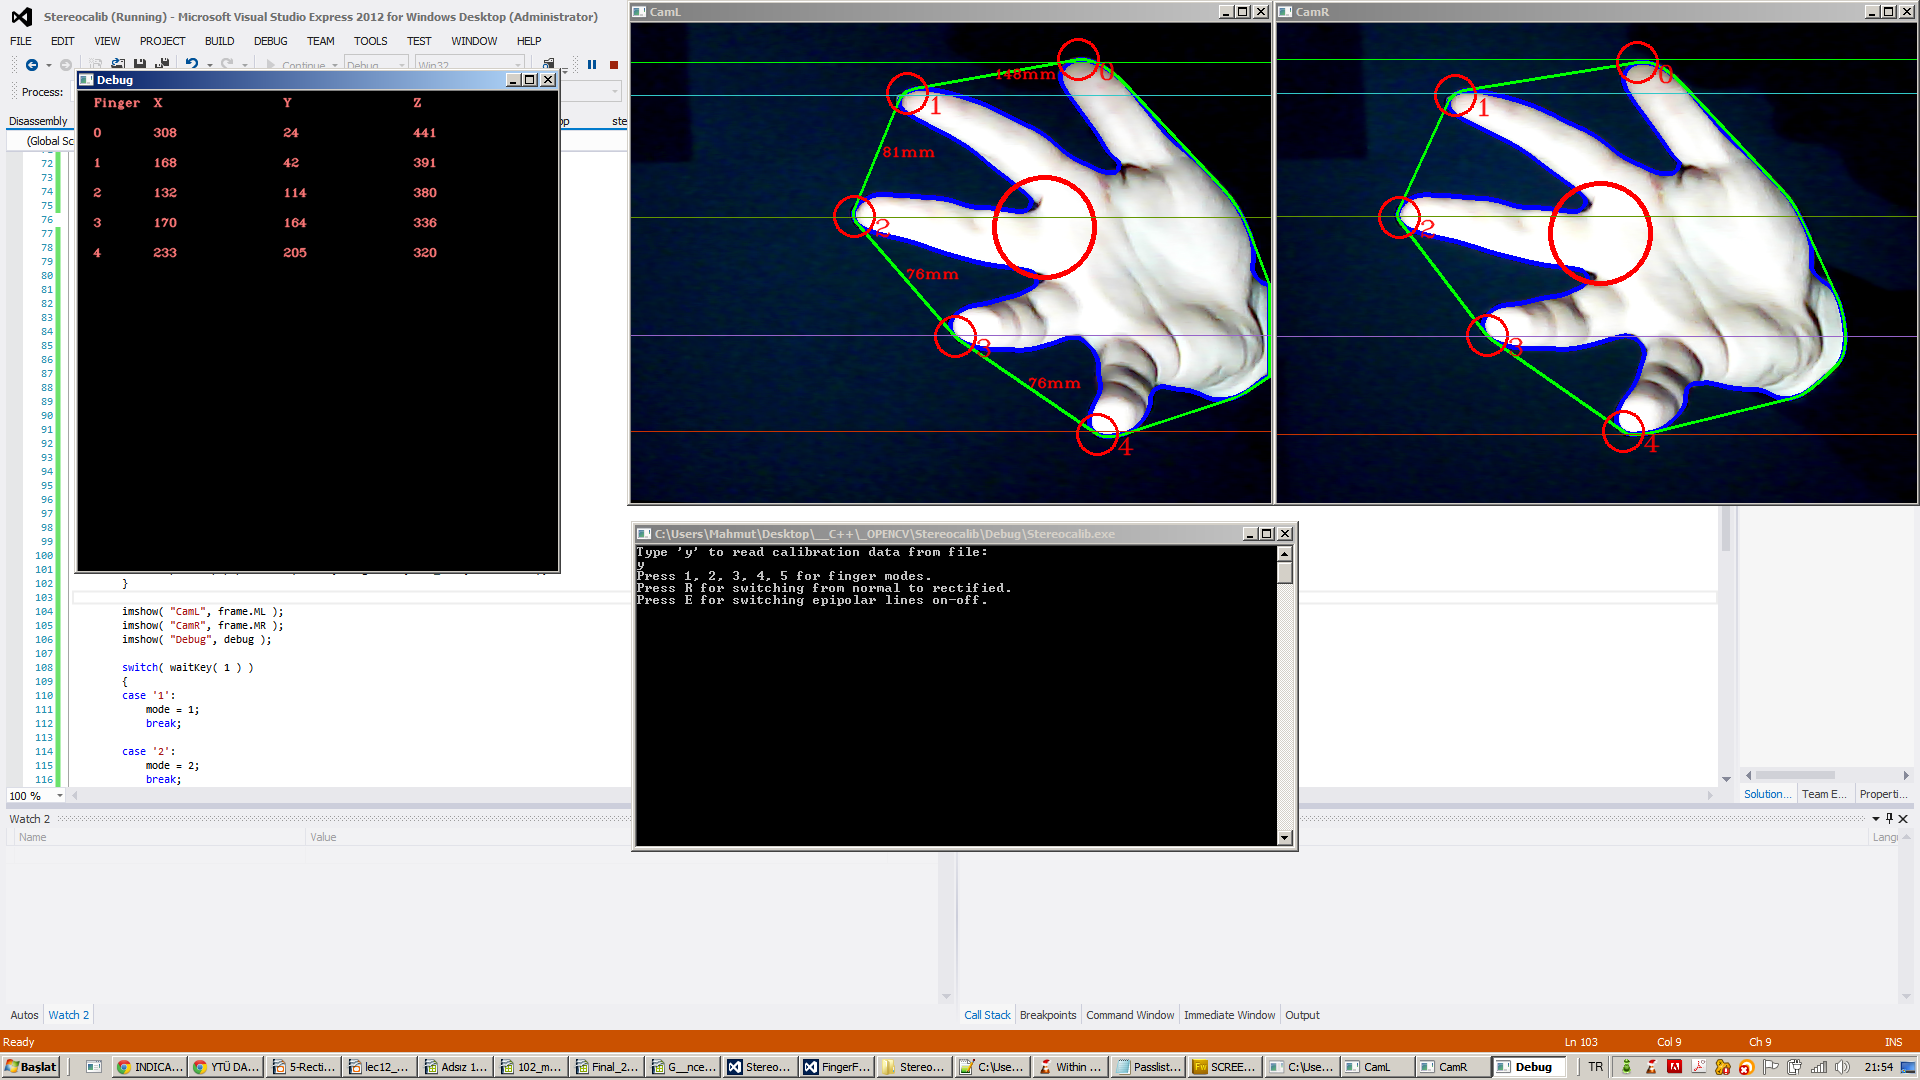 Stereocalib (Running) - Microsoft Visual Studio Express 2012 for Windows Desktop (Administrator)
FILE EDIT VIEW PROJECT BUILD DEBUG TEAM TOOLS TEST WINDOW HELP
Continue Debug Win32
Process:
Disassembly
ste
(Global Sc
Debug
Finger X Y Z
0 308 24 441
1 168 42 391
2 132 114 380
3 170 164 336
4 233 205 320
CamL
148mm
0
1
81mm
2
76mm
3
76mm
4
CamR
0
1
2
3
4
72
73
74
75
76
77
78
79
80
81
82
83
84
85
86
87
88
89
90
91
92
93
94
95
96
97
98
99
100
101
102 }
103
104 imshow( "CamL", frame.ML );
105 imshow( "CamR", frame.MR );
106 imshow( "Debug", debug );
107
108 switch( waitKey( 1 ) )
109 {
110 case '1':
111 mode = 1;
112 break;
113
114 case '2':
115 mode = 2;
116 break;
100 %
C:\Users\Mahmut\Desktop\__C++\_OPENCV\Stereocalib\Debug\Stereocalib.exe
Type 'y' to read calibration data from file:
y
Press 1, 2, 3, 4, 5 for finger modes.
Press R for switching from normal to rectified.
Press E for switching epipolar lines on-off.
Solution... Team E... Properti...
Watch 2
Name Value
Langu
Autos Watch 2
Call Stack Breakpoints Command Window Immediate Window Output
Ready Ln 103 Col 9 Ch 9 INS
Başlat INDICA... YTÜ DA... 5-Recti... lec12_... Adsız 1... 102_m... Final_2... G__nce... Stereo... FingerF... Stereo... C:\Use... Within ... Passlist... SCREE... C:\Use... CamL CamR Debug TR 21:54